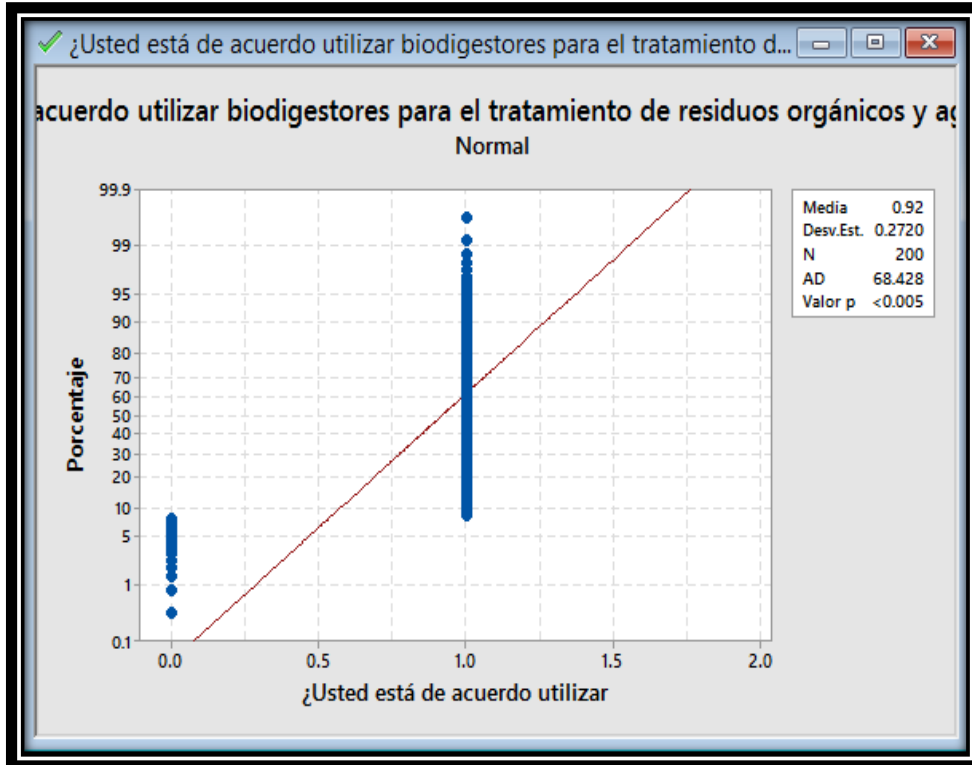 ¿Usted está de acuerdo utilizar biodigestores para el tratamiento d...
acuerdo utilizar biodigestores para el tratamiento de residuos orgánicos y ag
Normal
99.9
99
95
90
80
70
60
50
40
30
20
10
5
1
0.1
Porcentaje
0.0 0.5 1.0 1.5 2.0
¿Usted está de acuerdo utilizar
Media 0.92
Desv.Est. 0.2720
N 200
AD 68.428
Valor p <0.005